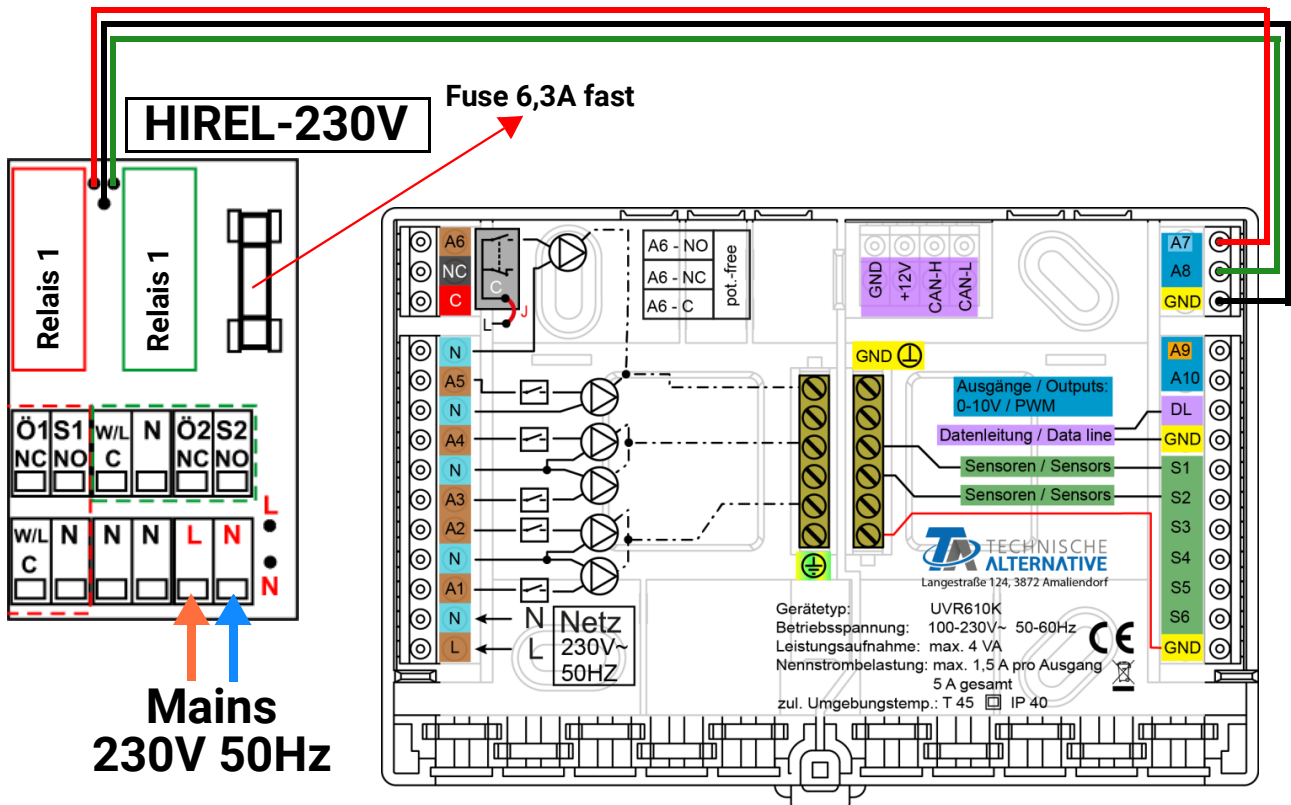 HIREL-230V
Fuse 6,3A fast
Relais 1
Relais 1
Ö1 S1 W/L N Ö2 S2
NC NO C NC NO
W/L N N N L N
C
L
N
Mains
230V 50Hz
A6
NC
C
C
J
L
A6 - NO
A6 - NC
A6 - C
pot.-free
GND
+12V
CAN-H
CAN-L
A7
A8
GND
N
A5
N
A4
N
A3
A2
N
A1
N
L
N Netz
L 230V~
50HZ
GND
Ausgänge / Outputs:
0-10V / PWM
Datenleitung / Data line
Sensoren / Sensors
Sensoren / Sensors
A9
A10
DL
GND
S1
S2
S3
S4
S5
S6
GND
TA TECHNISCHE
ALTERNATIVE
Langestraße 124, 3872 Amaliendorf
Gerätetyp: UVR610K
Betriebsspannung: 100-230V~ 50-60Hz
Leistungsaufnahme: max. 4 VA
Nennstrombelastung: max. 1,5 A pro Ausgang
5 A gesamt
zul. Umgebungstemp.: T 45 IP 40
CE